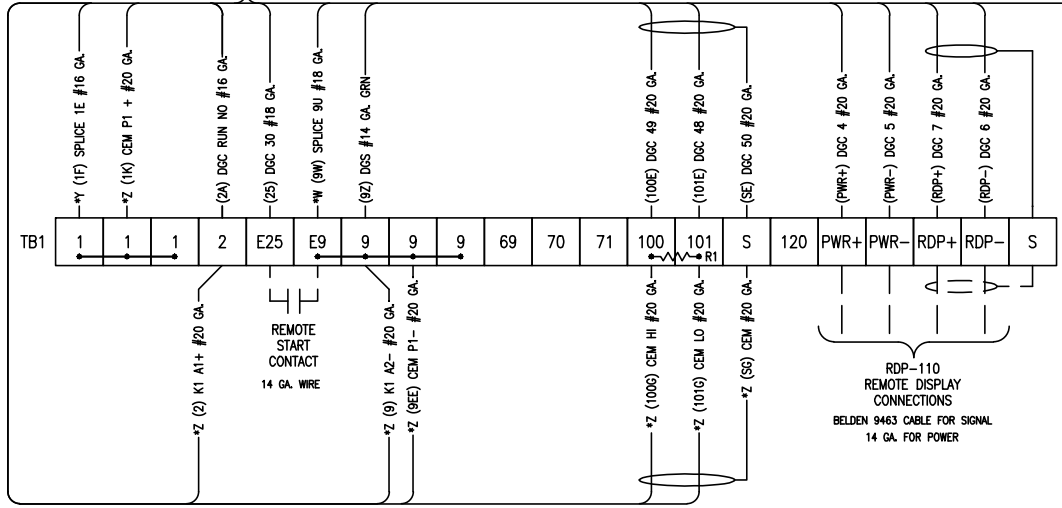 *Y (1F) SPLICE 1E #16 GA.
*Z (1K) CEM P1 + #20 GA.
(2A) DGC RUN NO #16 GA.
(25) DGC 30 #18 GA.
*W (9W) SPLICE 9U #18 GA.
(9Z) DGS #14 GA. GRN
(100E) DGC 49 #20 GA.
(101E) DGC 48 #20 GA.
(SE) DGC 50 #20 GA.
(PWR+) DGC 4 #20 GA.
(PWR-) DGC 5 #20 GA.
(RDP+) DGC 7 #20 GA.
(RDP-) DGC 6 #20 GA.
TB1 1 1 1 2 E25 E9 9 9 9 69 70 71 100 101 S 120 PWR+ PWR- RDP+ RDP- S
R1
*Z (2) K1 A1+ #20 GA.
REMOTE
START
CONTACT
14 GA. WIRE
*Z (9) K1 A2- #20 GA.
*Z (9EE) CEM P1- #20 GA.
*Z (100G) CEM HI #20 GA.
*Z (101G) CEM LO #20 GA.
*Z (SG) CEM #20 GA.
RDP-110
REMOTE DISPLAY
CONNECTIONS
BELDEN 9463 CABLE FOR SIGNAL
14 GA. FOR POWER